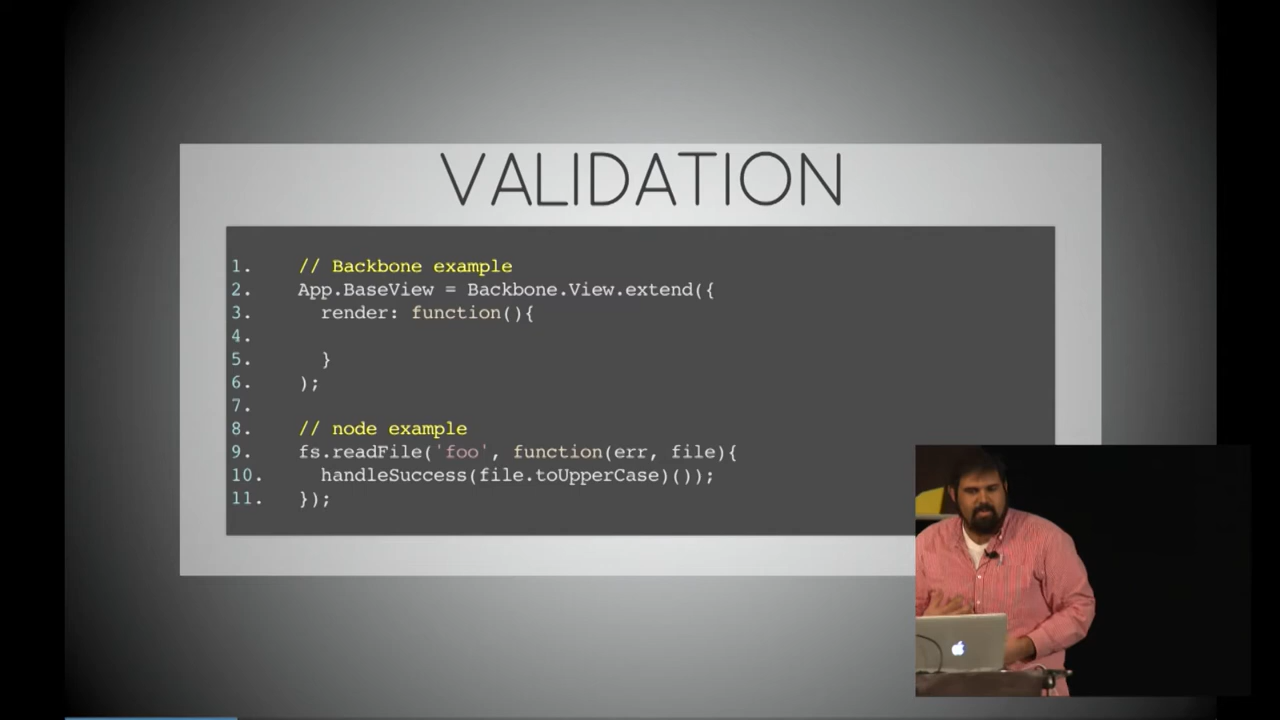 VALIDATION
1. // Backbone example
2. App.BaseView = Backbone.View.extend({
3. render: function(){
4.
5. }
6. );
7.
8. // node example
9. fs.readFile('foo', function(err, file){
10. handleSuccess(file.toUpperCase)());
11. });